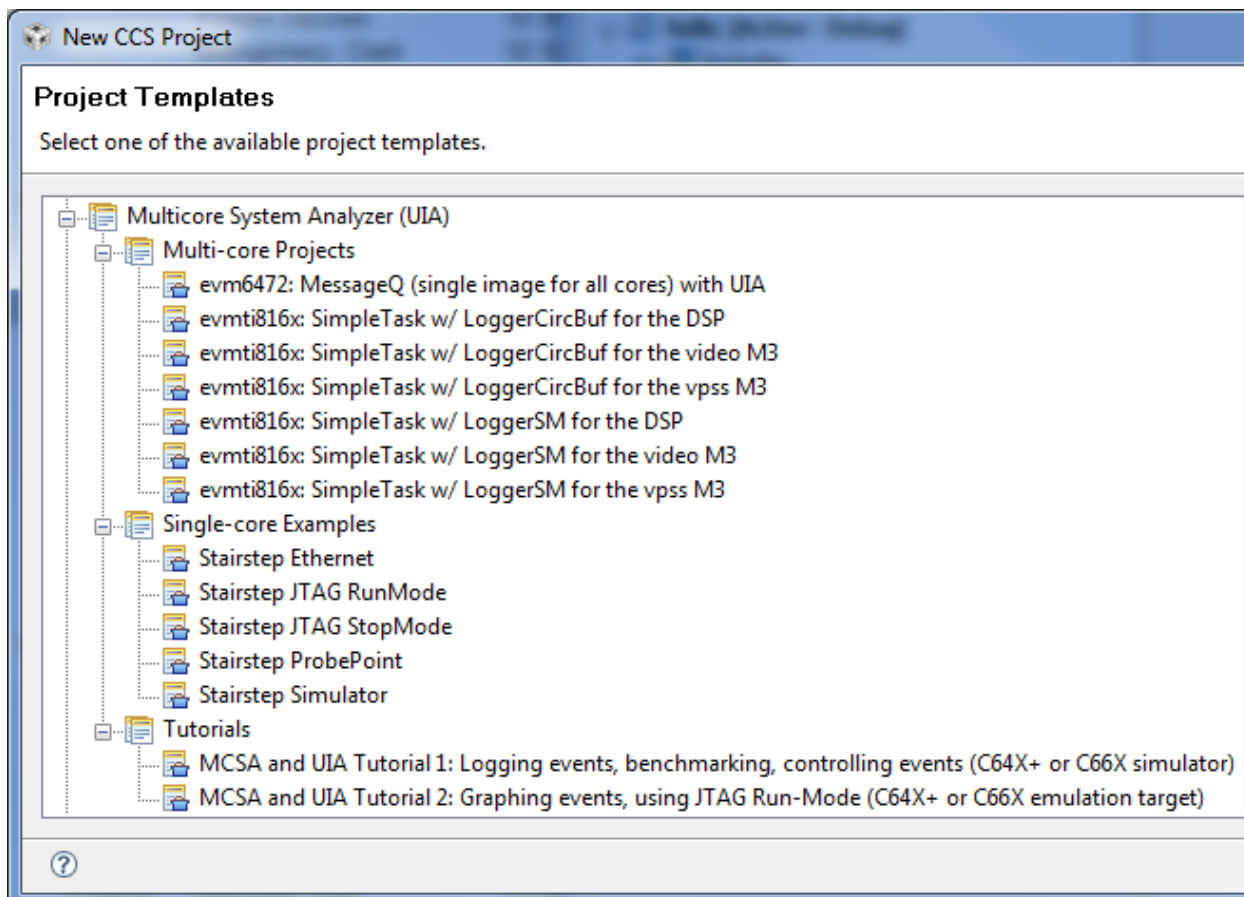 New CCS Project
Project Templates
Select one of the available project templates.
Multicore System Analyzer (UIA)
Multi-core Projects
evm6472: MessageQ (single image for all cores) with UIA
evmti816x: SimpleTask w/ LoggerCircBuf for the DSP
evmti816x: SimpleTask w/ LoggerCircBuf for the video M3
evmti816x: SimpleTask w/ LoggerCircBuf for the vpss M3
evmti816x: SimpleTask w/ LoggerSM for the DSP
evmti816x: SimpleTask w/ LoggerSM for the video M3
evmti816x: SimpleTask w/ LoggerSM for the vpss M3
Single-core Examples
Stairstep Ethernet
Stairstep JTAG RunMode
Stairstep JTAG StopMode
Stairstep ProbePoint
Stairstep Simulator
Tutorials
MCSA and UIA Tutorial 1: Logging events, benchmarking, controlling events (C64X+ or C66X simulator)
MCSA and UIA Tutorial 2: Graphing events, using JTAG Run-Mode (C64X+ or C66X emulation target)
?